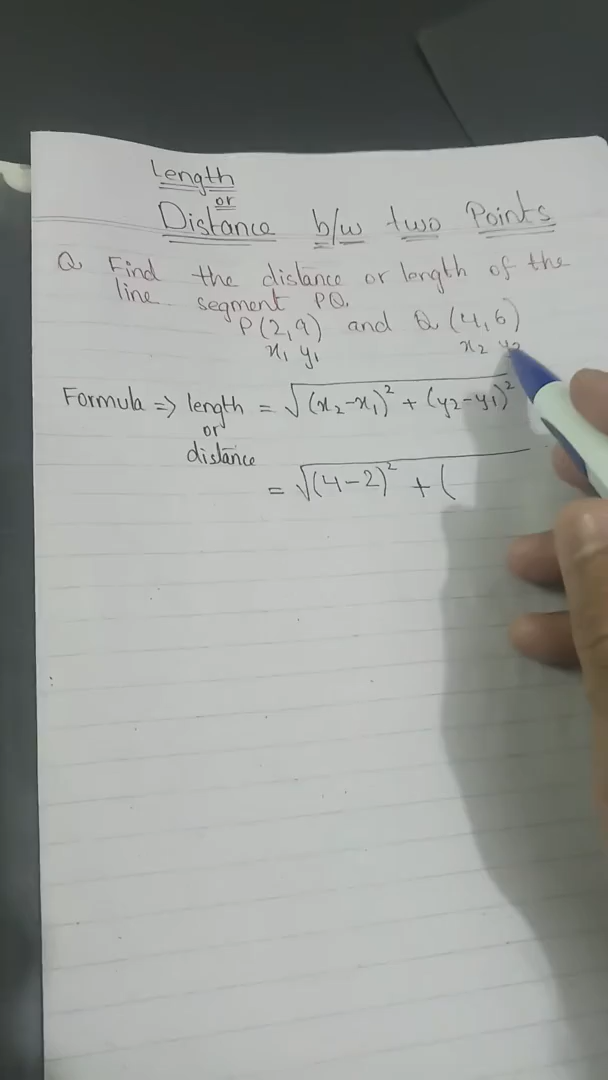 Length
or
Distance b/w two Points
Q Find the distance or length of the
line segment PQ.
P(2,9) and Q(4,6)
x₁ y₁ x₂ y₂
Formula => length = √(x₂-x₁)² + (y₂-y₁)²
or
distance
= √(4-2)² + (